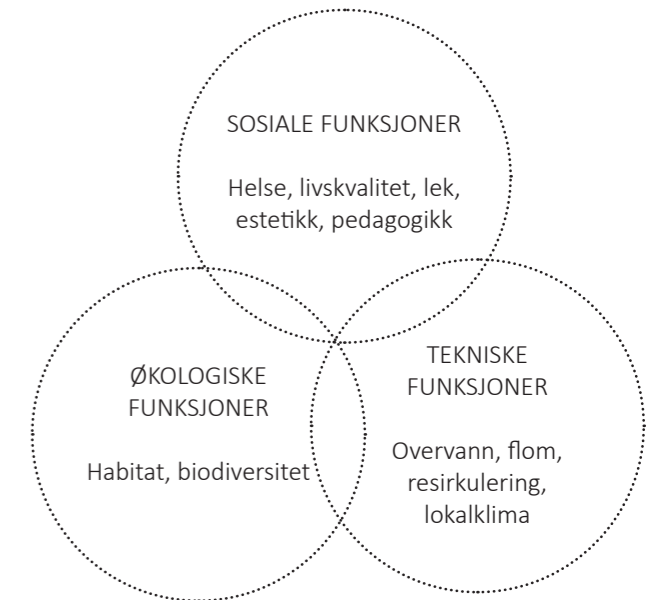 SOSIALE FUNKSJONER
Helse, livskvalitet, lek,
estetikk, pedagogikk
ØKOLOGISKE
FUNKSJONER
Habitat, biodiversitet
TEKNISKE
FUNKSJONER
Overvann, flom,
resirkulering,
lokalklima